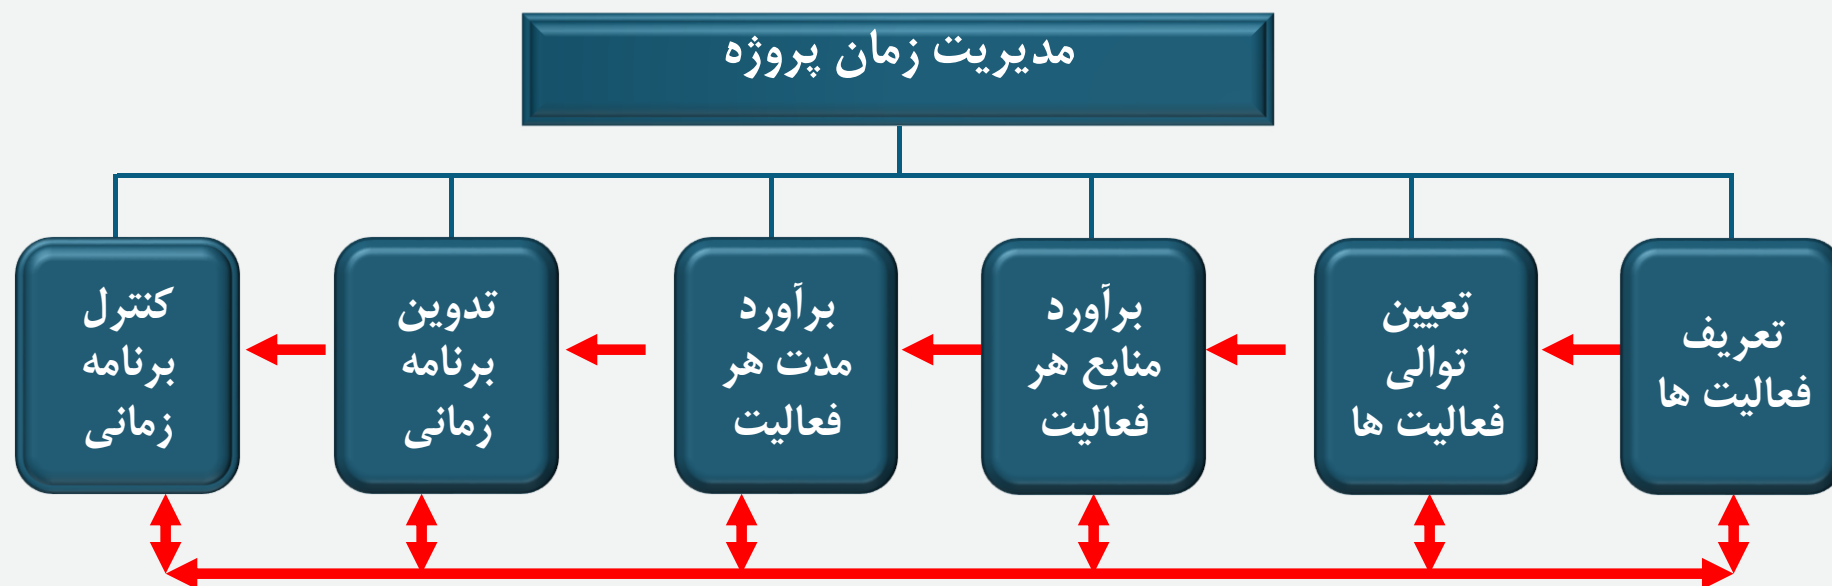 مدیریت زمان پروژه
تعریف
فعالیت ها
تعیین
توالی
فعالیت ها
برآورد
منابع هر
فعالیت
برآورد
مدت هر
فعالیت
تدوین
برنامه
زمانی
کنترل
برنامه
زمانی